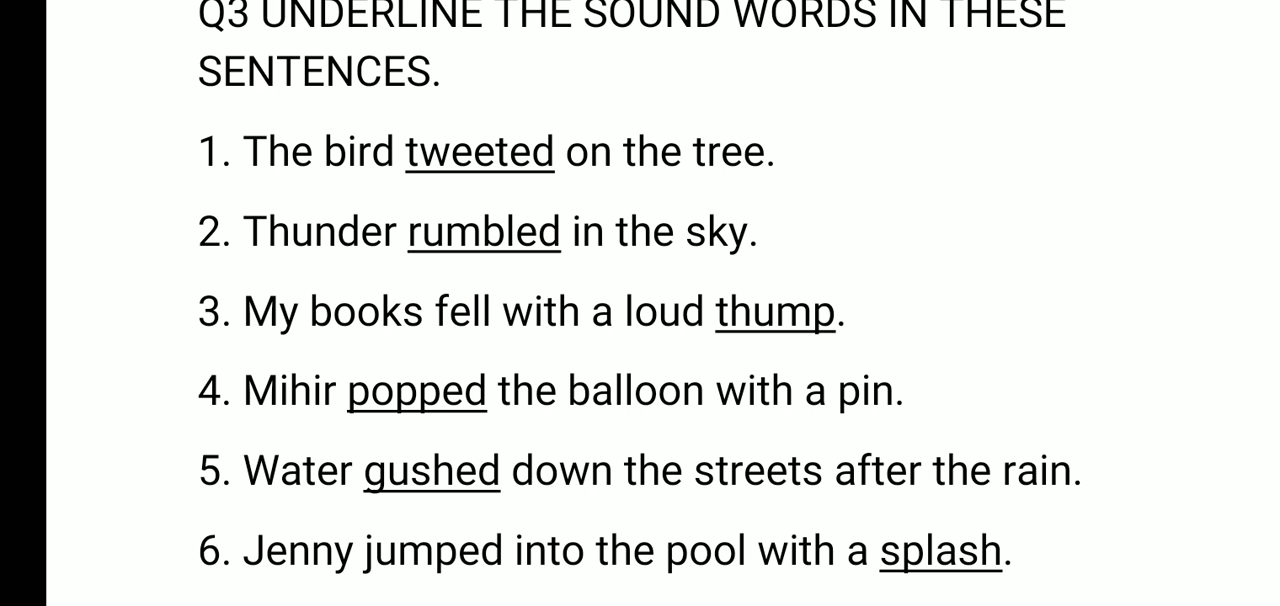 Q3 UNDERLINE THE SOUND WORDS IN THESE
SENTENCES.
1. The bird tweeted on the tree.
2. Thunder rumbled in the sky.
3. My books fell with a loud thump.
4. Mihir popped the balloon with a pin.
5. Water gushed down the streets after the rain.
6. Jenny jumped into the pool with a splash.